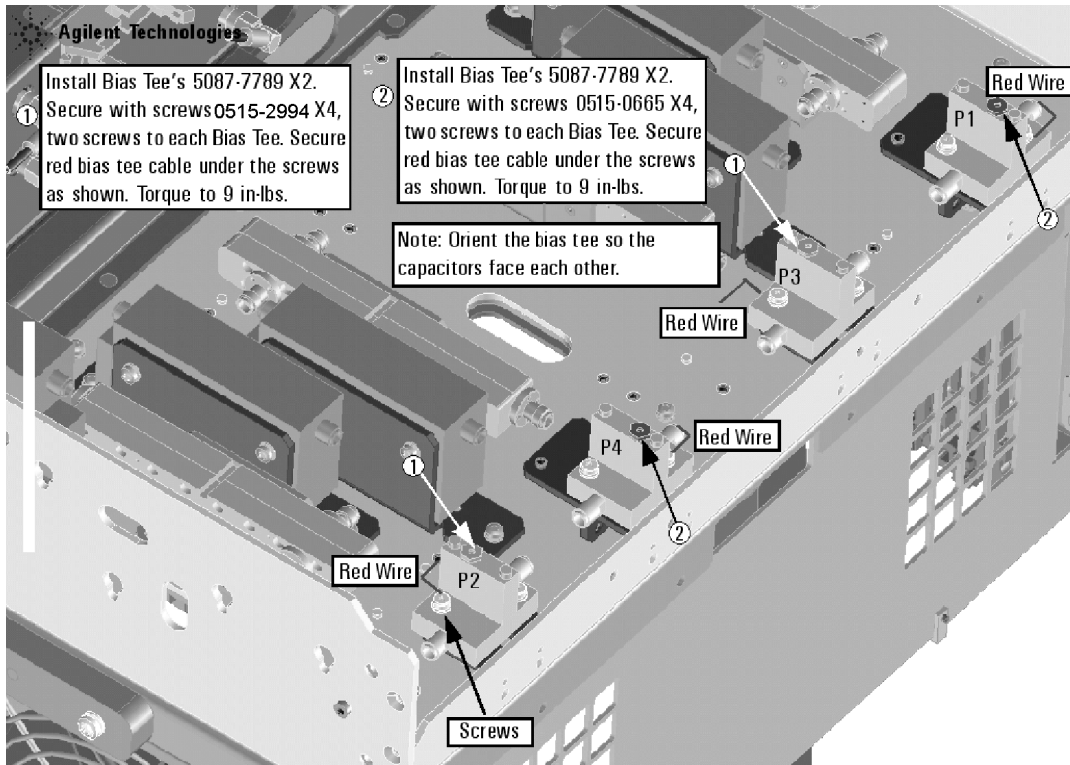 Agilent Technologies
1
Install Bias Tee's 5087-7789 X2.
Secure with screws 0515-2994 X4,
two screws to each Bias Tee. Secure
red bias tee cable under the screws
as shown. Torque to 9 in-lbs.
2
Install Bias Tee's 5087-7789 X2.
Secure with screws 0515-0665 X4,
two screws to each Bias Tee. Secure
red bias tee cable under the screws
as shown. Torque to 9 in-lbs.
Note: Orient the bias tee so the
capacitors face each other.
Red Wire
P1
2
1
P3
Red Wire
P4
Red Wire
2
1
Red Wire
P2
Screws